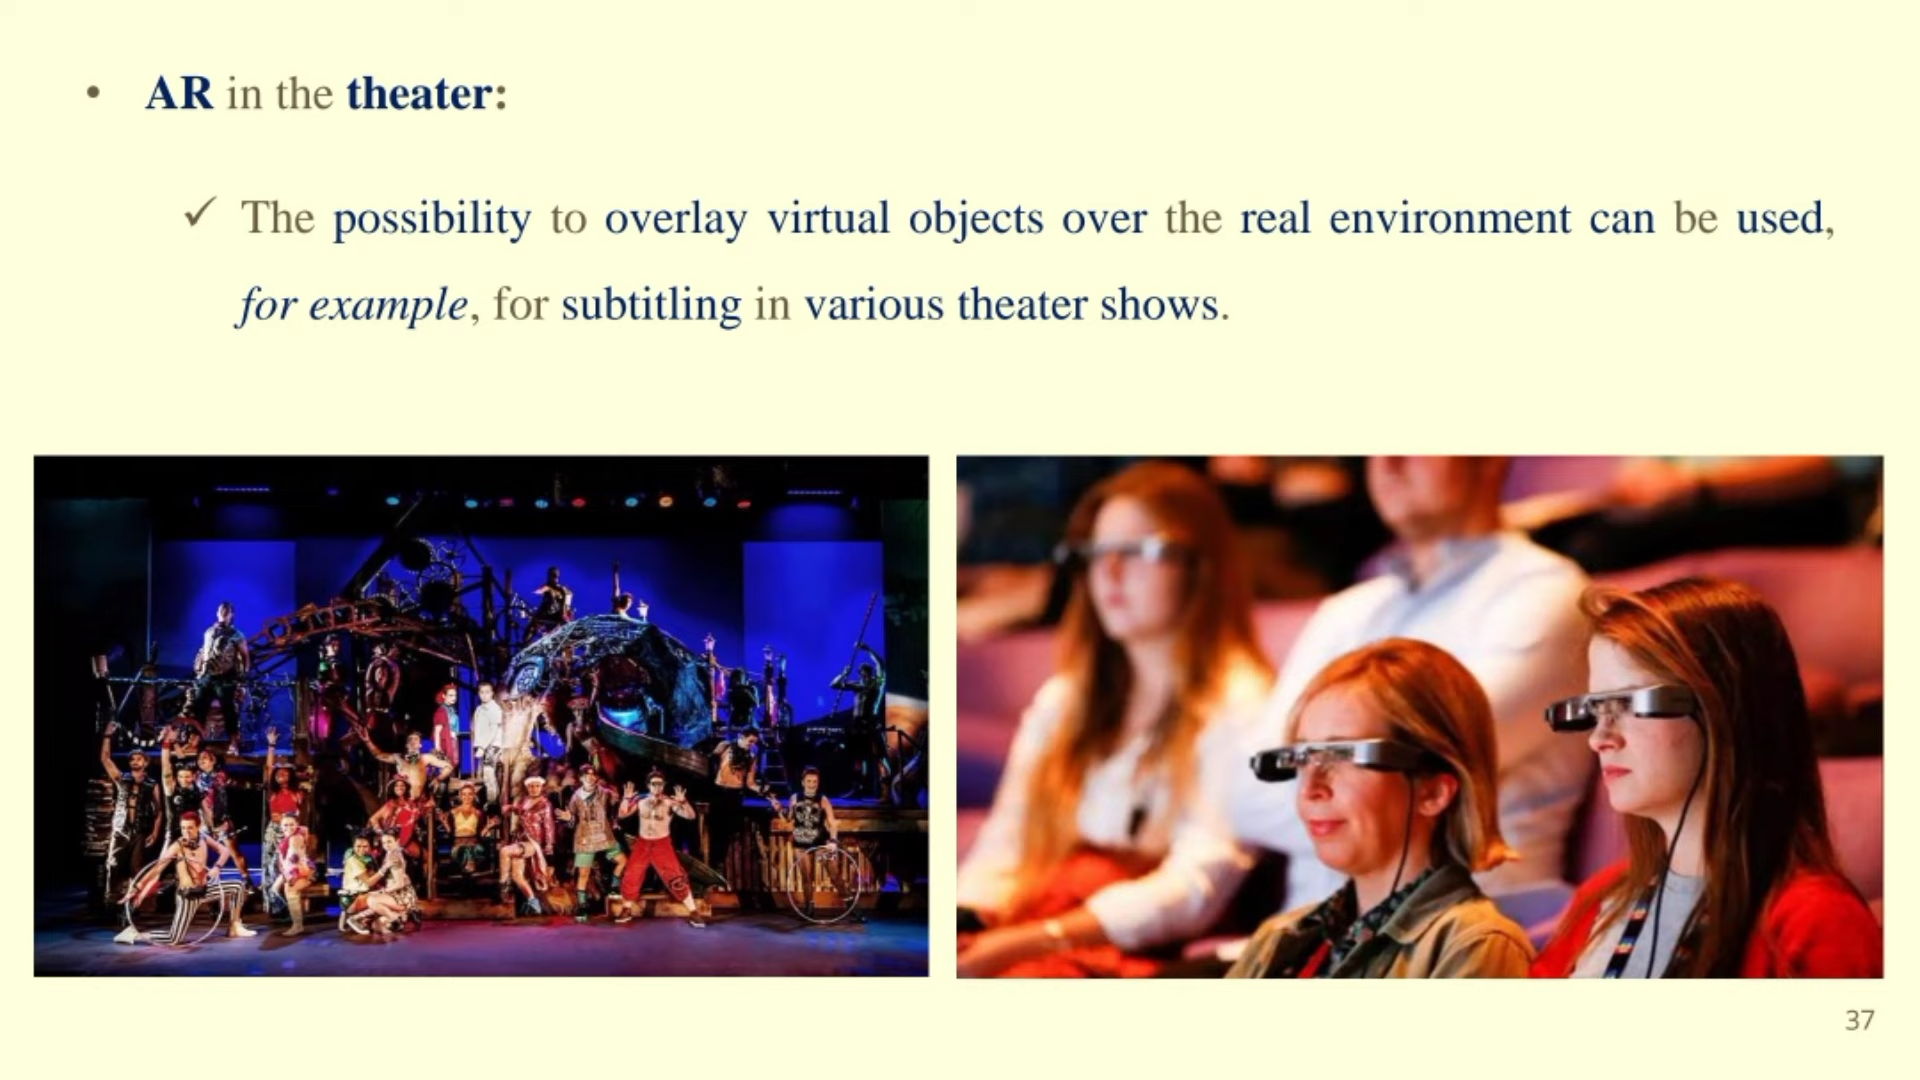 • AR in the theater:
✓ The possibility to overlay virtual objects over the real environment can be used,
for example, for subtitling in various theater shows.
37